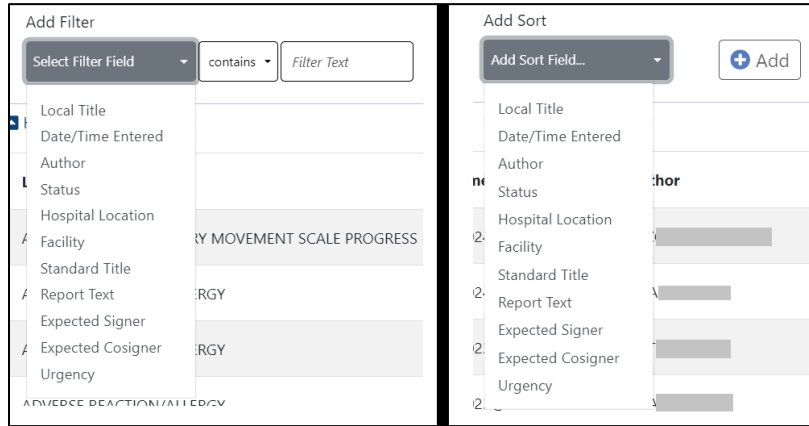 Add Filter
Select Filter Field
contains
Filter Text
Local Title
Date/Time Entered
Author
Status
Hospital Location
Facility
Standard Title
Report Text
Expected Signer
Expected Cosigner
Urgency
RY MOVEMENT SCALE PROGRESS
ERGY
ERGY
ADVERSE REACTION/ALLERGY
Add Sort
Add Sort Field...
Add
Local Title
Date/Time Entered
Author
Status
Hospital Location
Facility
Standard Title
Report Text
Expected Signer
Expected Cosigner
Urgency
thor